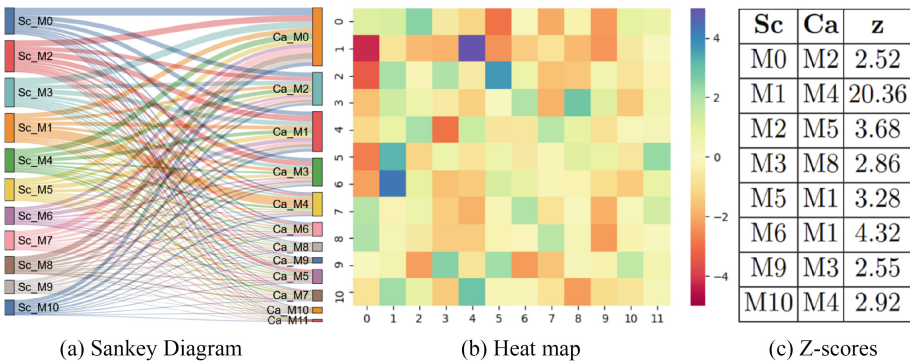 Sc_M0
Sc_M2
Sc_M3
Sc_M1
Sc_M4
Sc_M5
Sc_M6
Sc_M7
Sc_M8
Sc_M9
Sc_M10
Ca_M0
Ca_M2
Ca_M1
Ca_M3
Ca_M4
Ca_M6
Ca_M8
Ca_M9
Ca_M5
Ca_M7
Ca_M10
Ca_M11
(a) Sankey Diagram
0
1
2
3
4
5
6
7
8
9
10
0 1 2 3 4 5 6 7 8 9 10 11
4
2
0
−2
−4
(b) Heat map
Sc Ca z
M0 M2 2.52
M1 M4 20.36
M2 M5 3.68
M3 M8 2.86
M5 M1 3.28
M6 M1 4.32
M9 M3 2.55
M10 M4 2.92
(c) Z-scores